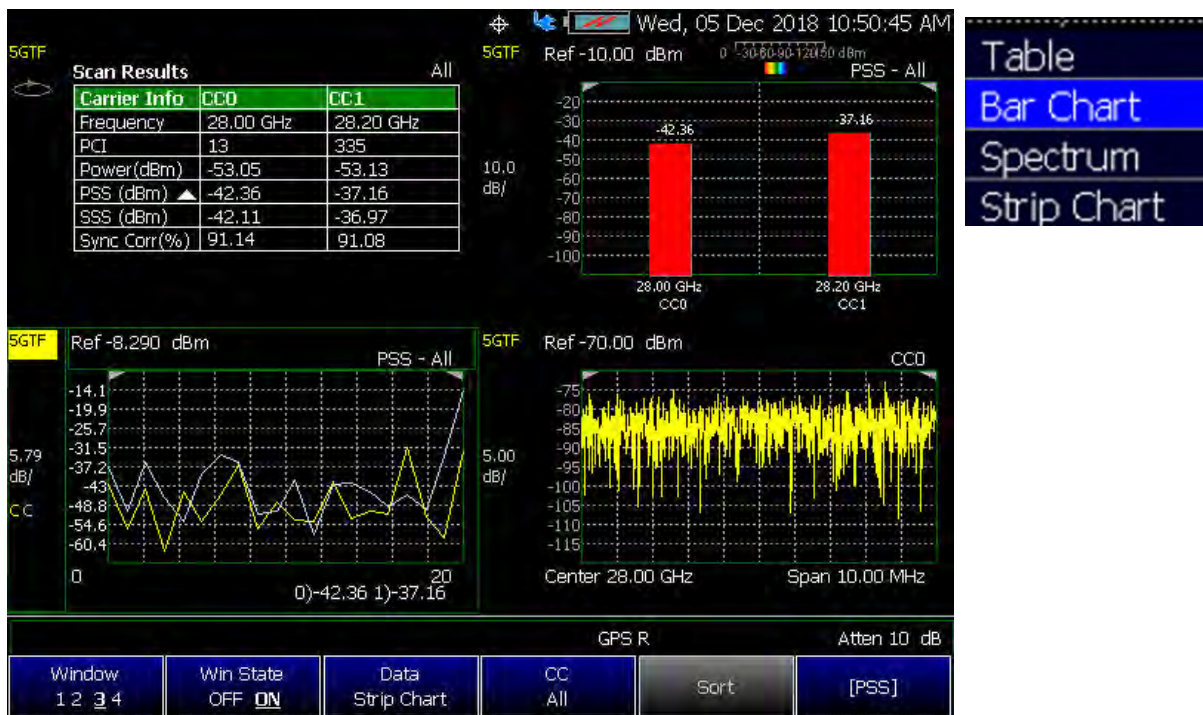 Wed, 05 Dec 2018 10:50:45 AM
5GTF
Scan Results All
Carrier Info CC0 CC1
Frequency 28.00 GHz 28.20 GHz
PCI 13 335
Power(dBm) -53.05 -53.13
PSS (dBm) -42.36 -37.16
SSS (dBm) -42.11 -36.97
Sync Corr(%) 91.14 91.08
5GTF Ref -10.00 dBm
PSS - All
-20
-30
-40
-50
-60
-70
-80
-90
-100
10.0
dB/
-42.36 -37.16
28.00 GHz 28.20 GHz
CC0 CC1
5GTF Ref -8.290 dBm
PSS - All
-14.1
-19.9
-25.7
-31.5
-37.2
-43
-48.8
-54.6
-60.4
5.79
dB/
CC
0 20
0)-42.36 1)-37.16
5GTF Ref -70.00 dBm
CC0
-75
-80
-85
-90
-95
-100
-105
-110
-115
5.00
dB/
Center 28.00 GHz Span 10.00 MHz
GPS R Atten 10 dB
Window
1 2 3 4
Win State
OFF ON
Data
Strip Chart
CC
All
Sort
[PSS]
Table
Bar Chart
Spectrum
Strip Chart